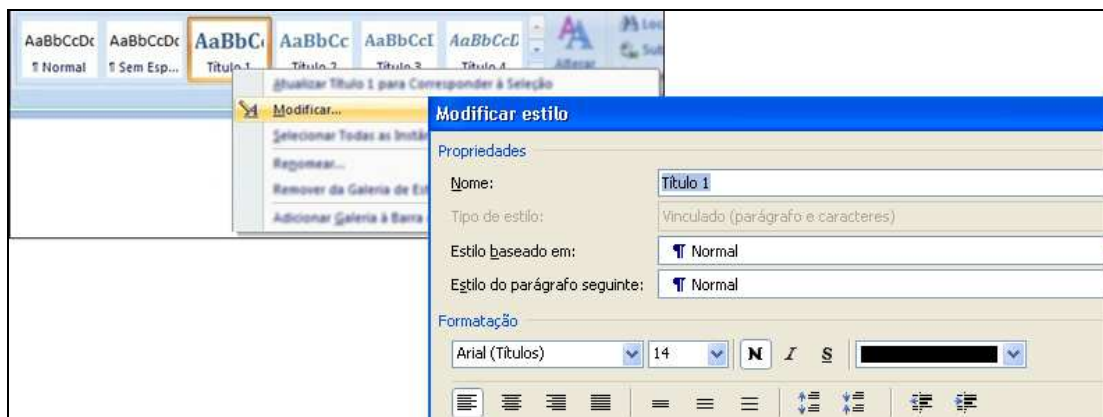 AaBbCcDc AaBbCcDc AaBbC AaBbCc AaBbCcI AaBbCcD
¶ Normal ¶ Sem Esp... Título 1 Título 2 Título 3 Título 4 Alterar
Atualizar Título 1 para Corresponder à Seleção
Modificar...
Selecionar Todas as
Renomear...
Remover da Galeria de
Adicionar Galeria à Barra
Modificar estilo
Propriedades
Nome: Título 1
Tipo de estilo: Vinculado (parágrafo e caracteres)
Estilo baseado em: ¶ Normal
Estilo do parágrafo seguinte: ¶ Normal
Formatação
Arial (Títulos) 14 N I S